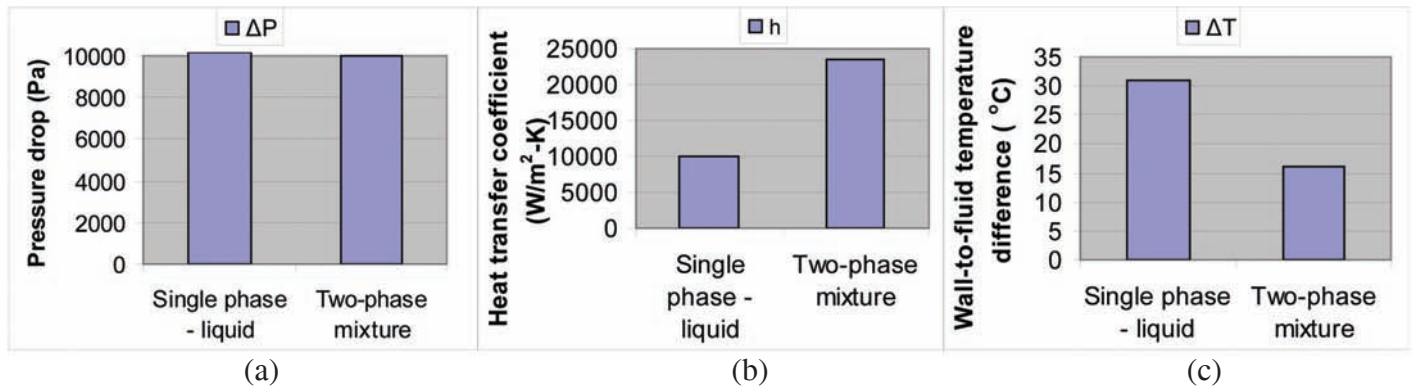 ΔP
Pressure drop (Pa)
10000
8000
6000
4000
2000
0
Single phase
- liquid
Two-phase
mixture
(a)
h
Heat transfer coefficient
(W/m²-K)
25000
20000
15000
10000
5000
0
Single
phase -
liquid
Two-phase
mixture
(b)
ΔT
Wall-to-fluid temperature
difference ( °C)
35
30
25
20
15
10
5
0
Single phase
- liquid
Two-phase
mixture
(c)